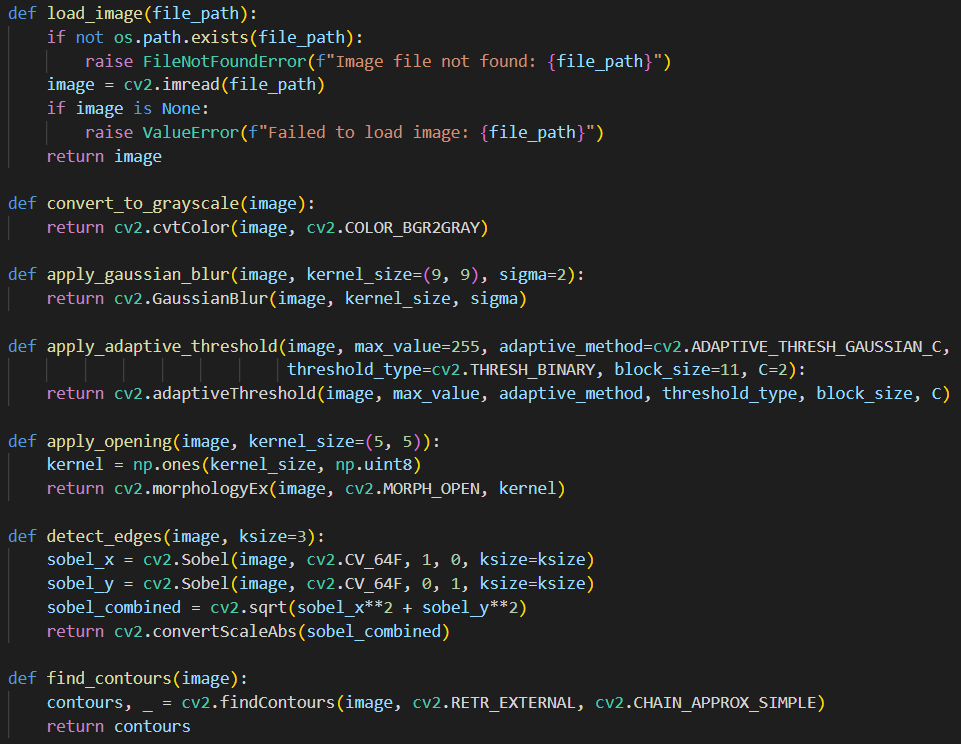 def load_image(file_path):
    if not os.path.exists(file_path):
        raise FileNotFoundError(f"Image file not found: {file_path}")
    image = cv2.imread(file_path)
    if image is None:
        raise ValueError(f"Failed to load image: {file_path}")
    return image

def convert_to_grayscale(image):
    return cv2.cvtColor(image, cv2.COLOR_BGR2GRAY)

def apply_gaussian_blur(image, kernel_size=(9, 9), sigma=2):
    return cv2.GaussianBlur(image, kernel_size, sigma)

def apply_adaptive_threshold(image, max_value=255, adaptive_method=cv2.ADAPTIVE_THRESH_GAUSSIAN_C,
                             threshold_type=cv2.THRESH_BINARY, block_size=11, C=2):
    return cv2.adaptiveThreshold(image, max_value, adaptive_method, threshold_type, block_size, C)

def apply_opening(image, kernel_size=(5, 5)):
    kernel = np.ones(kernel_size, np.uint8)
    return cv2.morphologyEx(image, cv2.MORPH_OPEN, kernel)

def detect_edges(image, ksize=3):
    sobel_x = cv2.Sobel(image, cv2.CV_64F, 1, 0, ksize=ksize)
    sobel_y = cv2.Sobel(image, cv2.CV_64F, 0, 1, ksize=ksize)
    sobel_combined = cv2.sqrt(sobel_x**2 + sobel_y**2)
    return cv2.convertScaleAbs(sobel_combined)

def find_contours(image):
    contours, _ = cv2.findContours(image, cv2.RETR_EXTERNAL, cv2.CHAIN_APPROX_SIMPLE)
    return contours